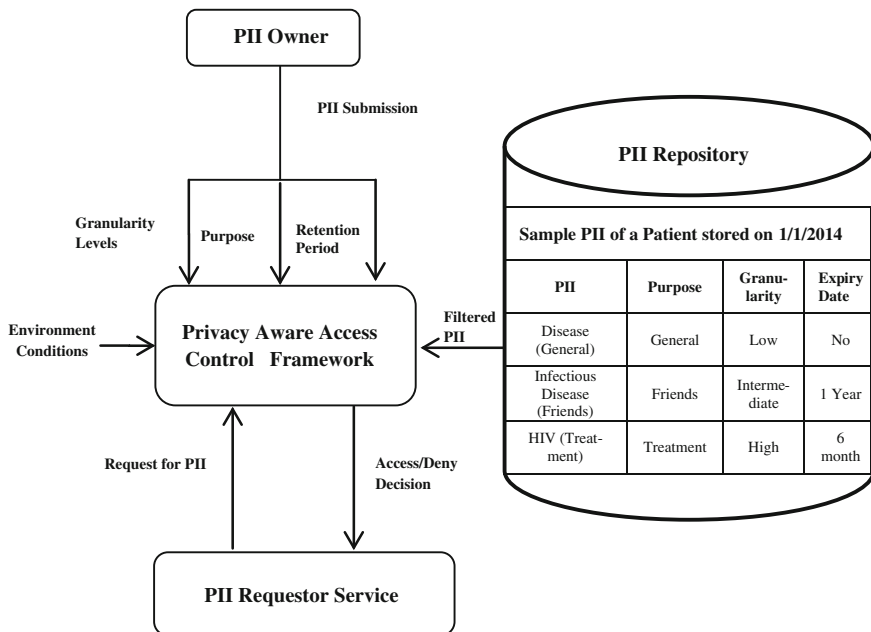 PII Owner
PII Submission
Granularity
Levels
Purpose
Retention
Period
Environment
Conditions
Privacy Aware Access
Control Framework
Filtered
PII
Request for PII
Access/Deny
Decision
PII Requestor Service
PII Repository
Sample PII of a Patient stored on 1/1/2014
PII
Purpose
Granu-
larity
Expiry
Date
Disease
(General)
General
Low
No
Infectious
Disease
(Friends)
Friends
Interme-
diate
1 Year
HIV (Treat-
ment)
Treatment
High
6
month